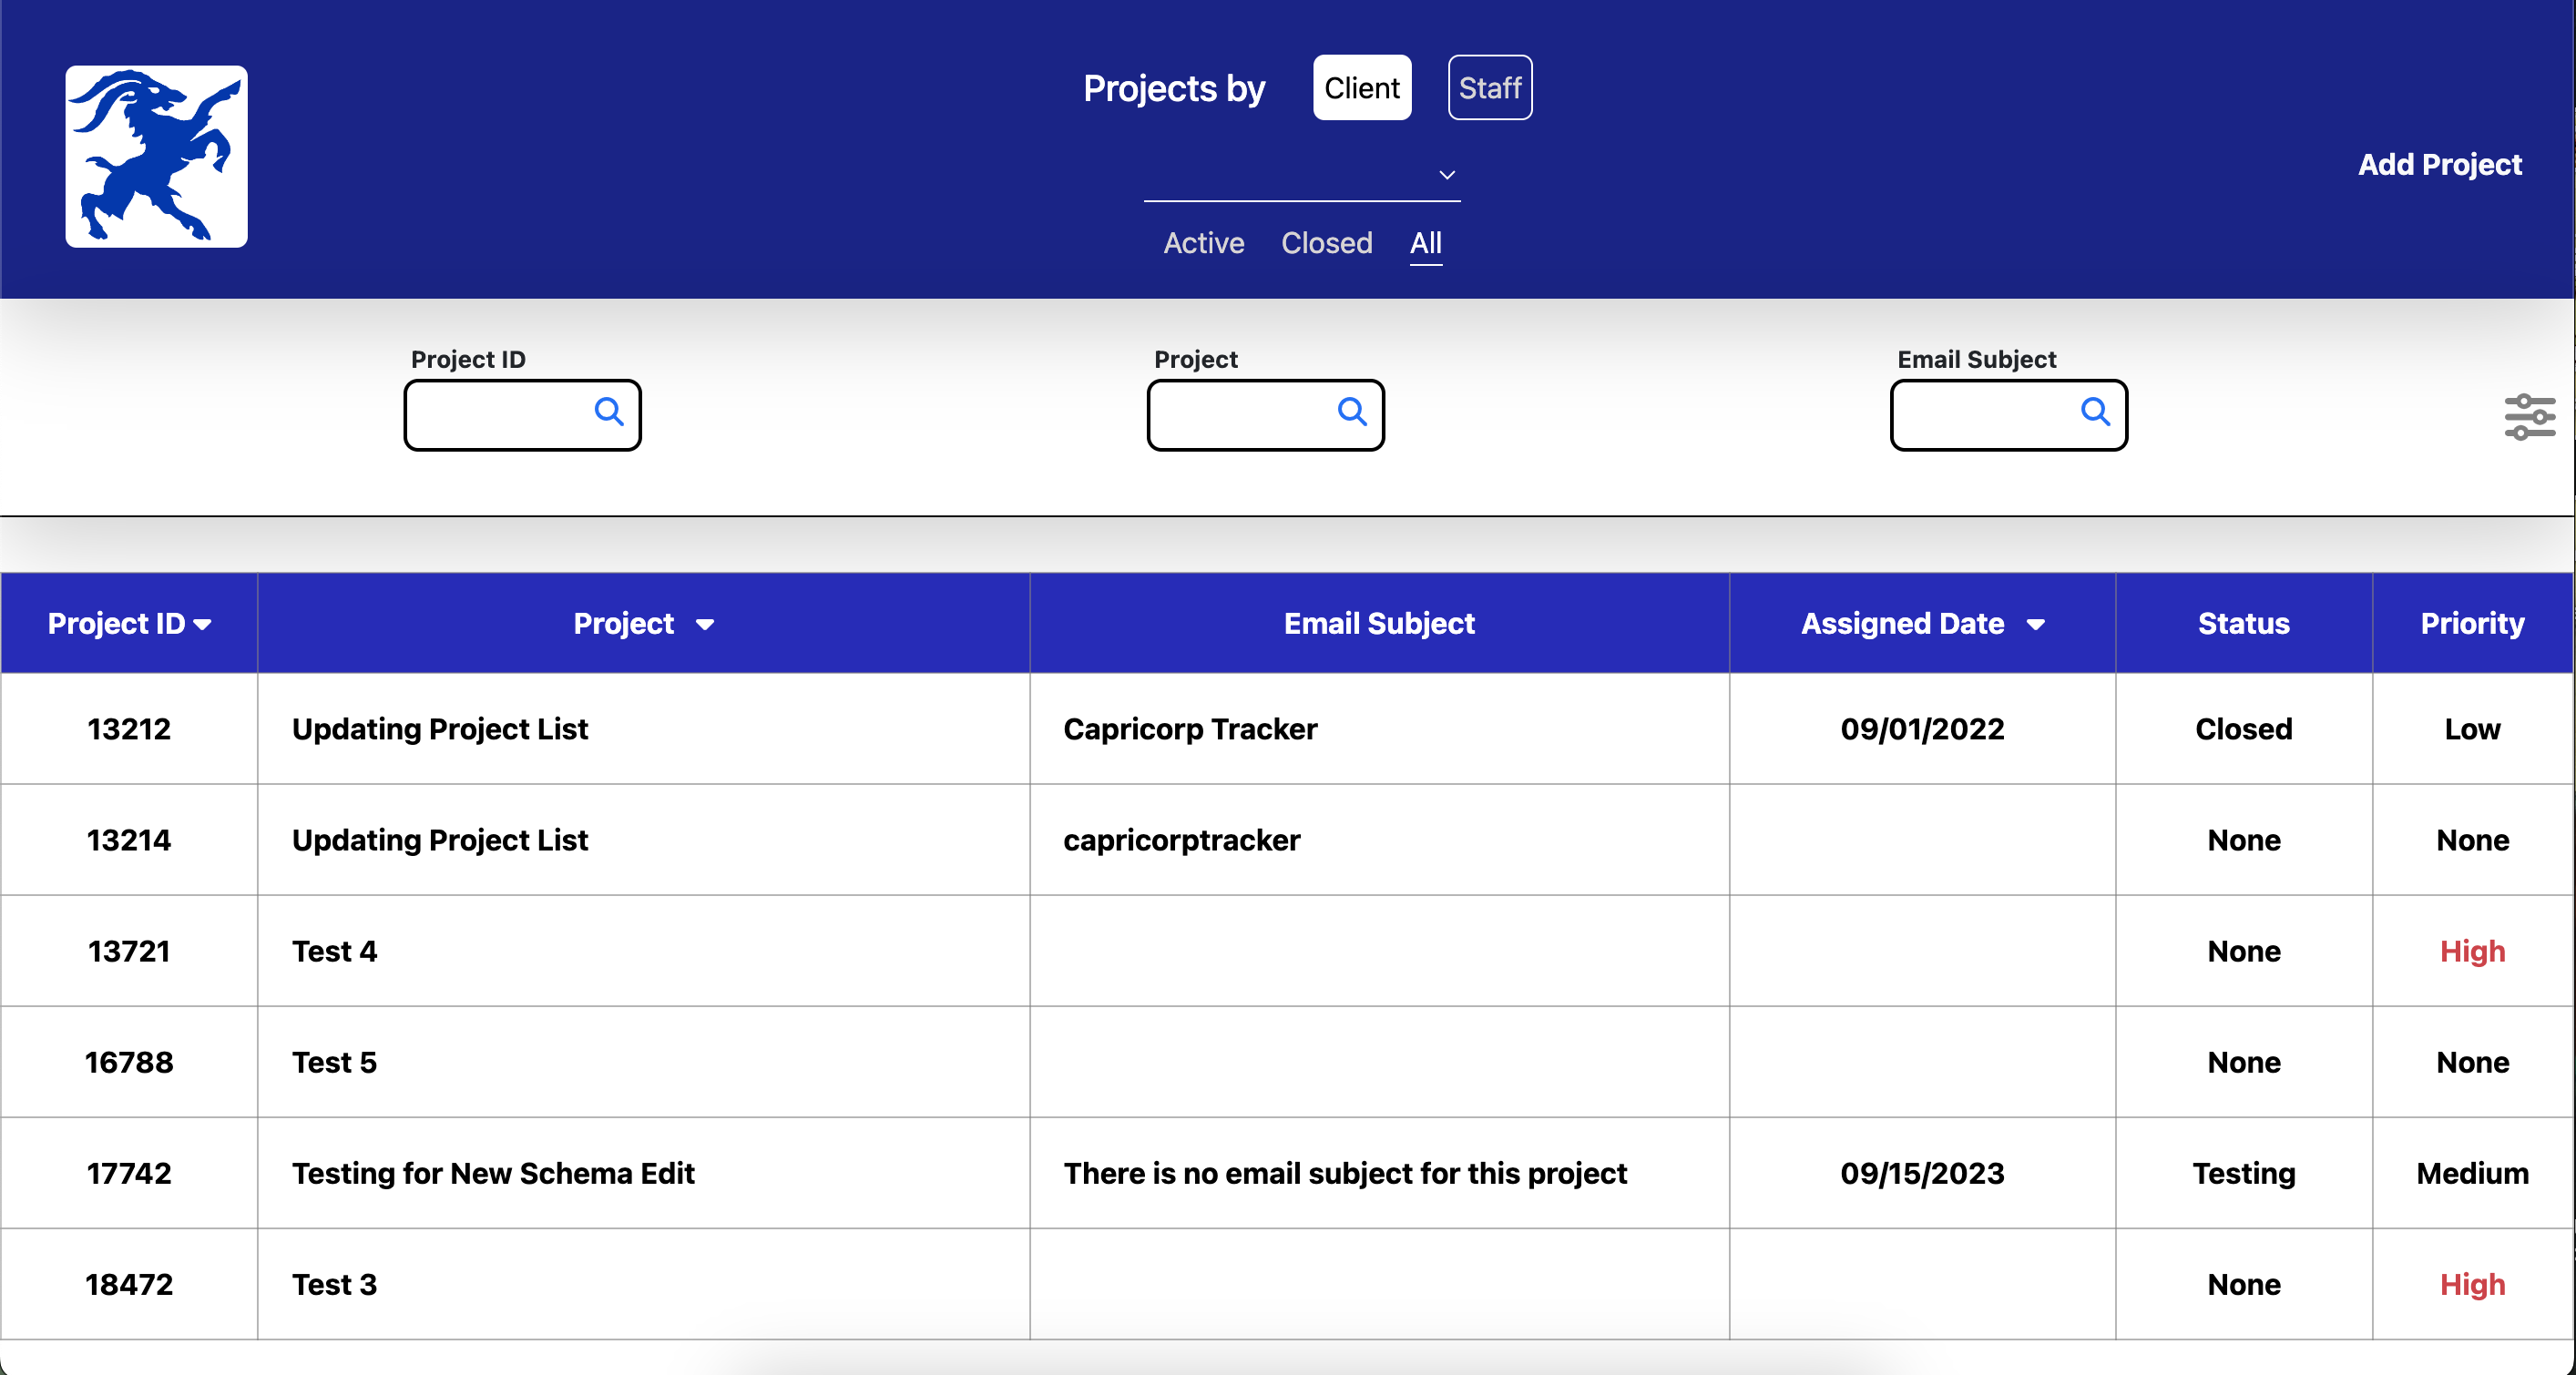 Projects by Client Staff
Add Project
Active Closed All
Project ID Project Email Subject
Project ID Project Email Subject Assigned Date Status Priority
13212 Updating Project List Capricorp Tracker 09/01/2022 Closed Low
13214 Updating Project List capricorptracker None None
13721 Test 4 None High
16788 Test 5 None None
17742 Testing for New Schema Edit There is no email subject for this project 09/15/2023 Testing Medium
18472 Test 3 None High